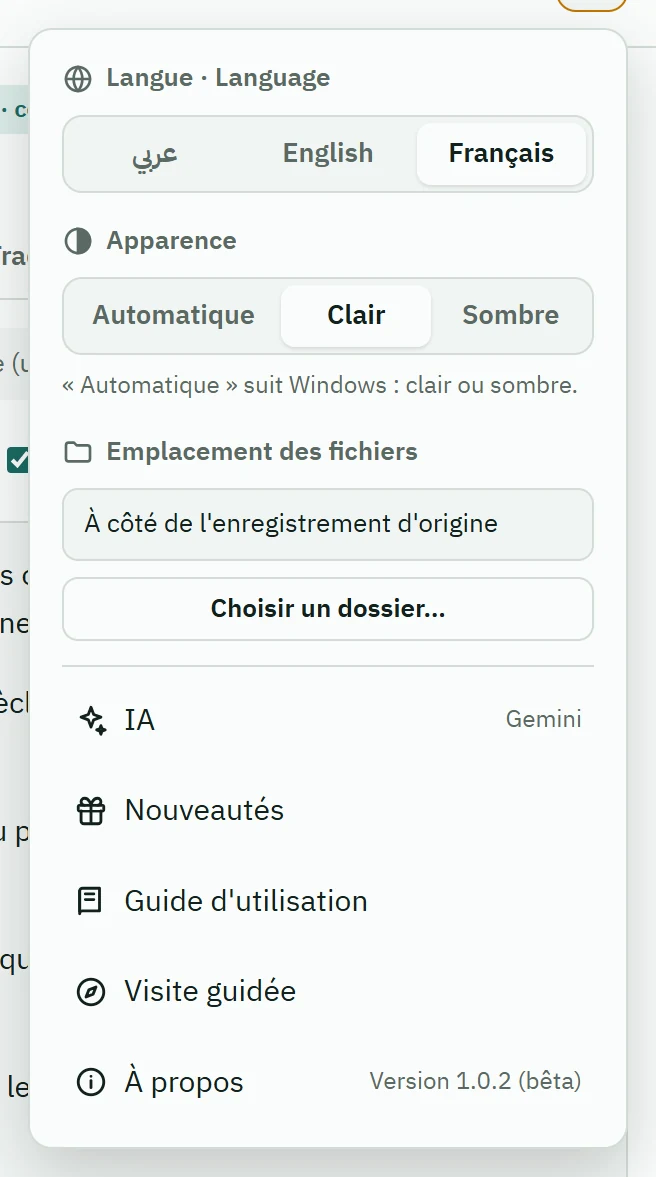 Langue · Language
عربي English Français
Apparence
Automatique Clair Sombre
« Automatique » suit Windows : clair ou sombre.
Emplacement des fichiers
À côté de l'enregistrement d'origine
Choisir un dossier...
IA Gemini
Nouveautés
Guide d'utilisation
Visite guidée
À propos Version 1.0.2 (bêta)